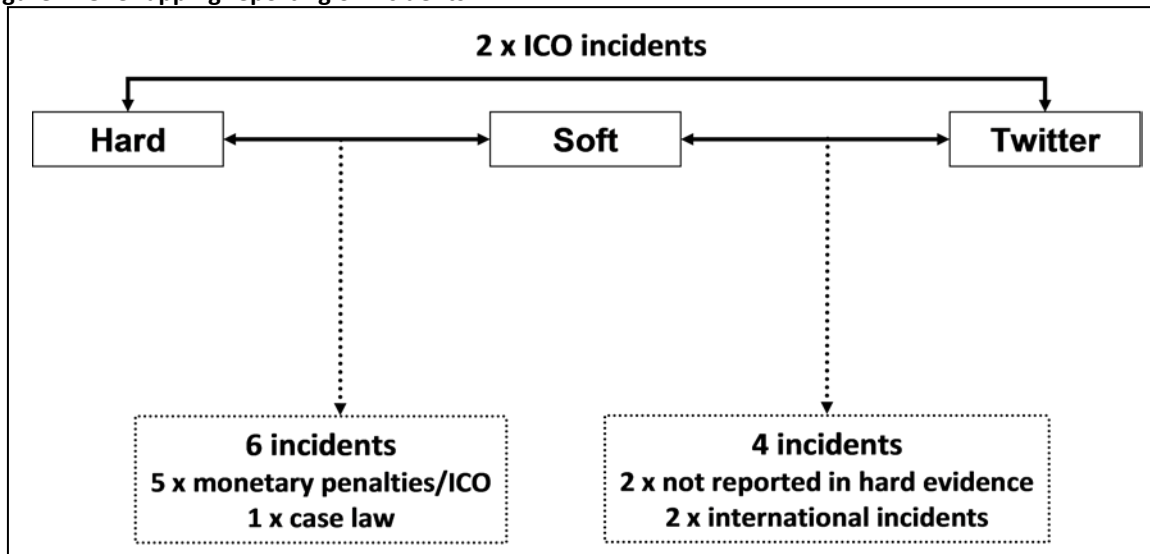 2 x ICO incidents
Hard
Soft
Twitter
6 incidents
5 x monetary penalties/ICO
1 x case law
4 incidents
2 x not reported in hard evidence
2 x international incidents